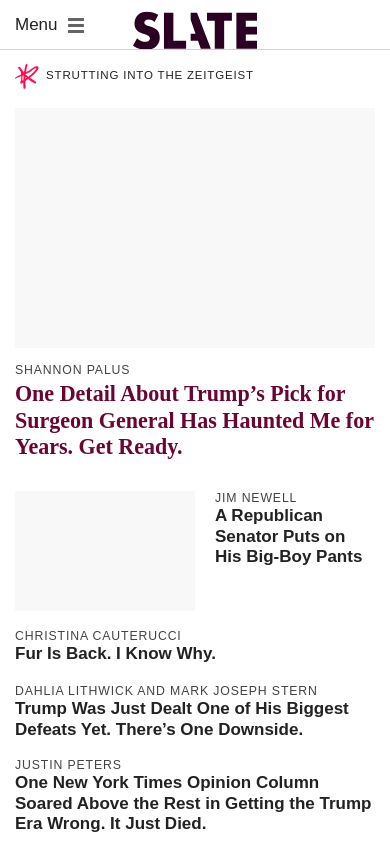 Menu
SLATE
STRUTTING INTO THE ZEITGEIST
SHANNON PALUS
One Detail About Trump’s Pick for
Surgeon General Has Haunted Me for
Years. Get Ready.
JIM NEWELL
A Republican
Senator Puts on
His Big-Boy Pants
CHRISTINA CAUTERUCCI
Fur Is Back. I Know Why.
DAHLIA LITHWICK AND MARK JOSEPH STERN
Trump Was Just Dealt One of His Biggest
Defeats Yet. There’s One Downside.
JUSTIN PETERS
One New York Times Opinion Column
Soared Above the Rest in Getting the Trump
Era Wrong. It Just Died.